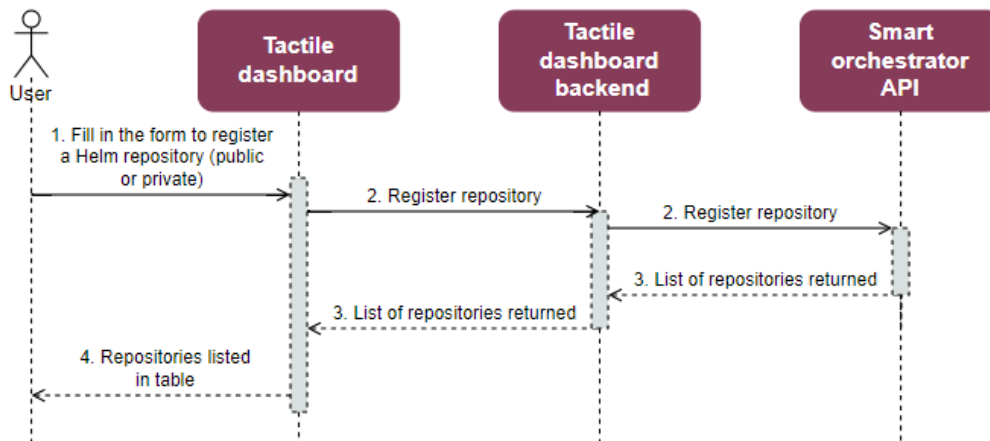 User
Tactile
dashboard
Tactile
dashboard
backend
Smart
orchestrator
API
1. Fill in the form to register
a Helm repository (public
or private)
2. Register repository
2. Register repository
3. List of repositories returned
3. List of repositories returned
4. Repositories listed
in table